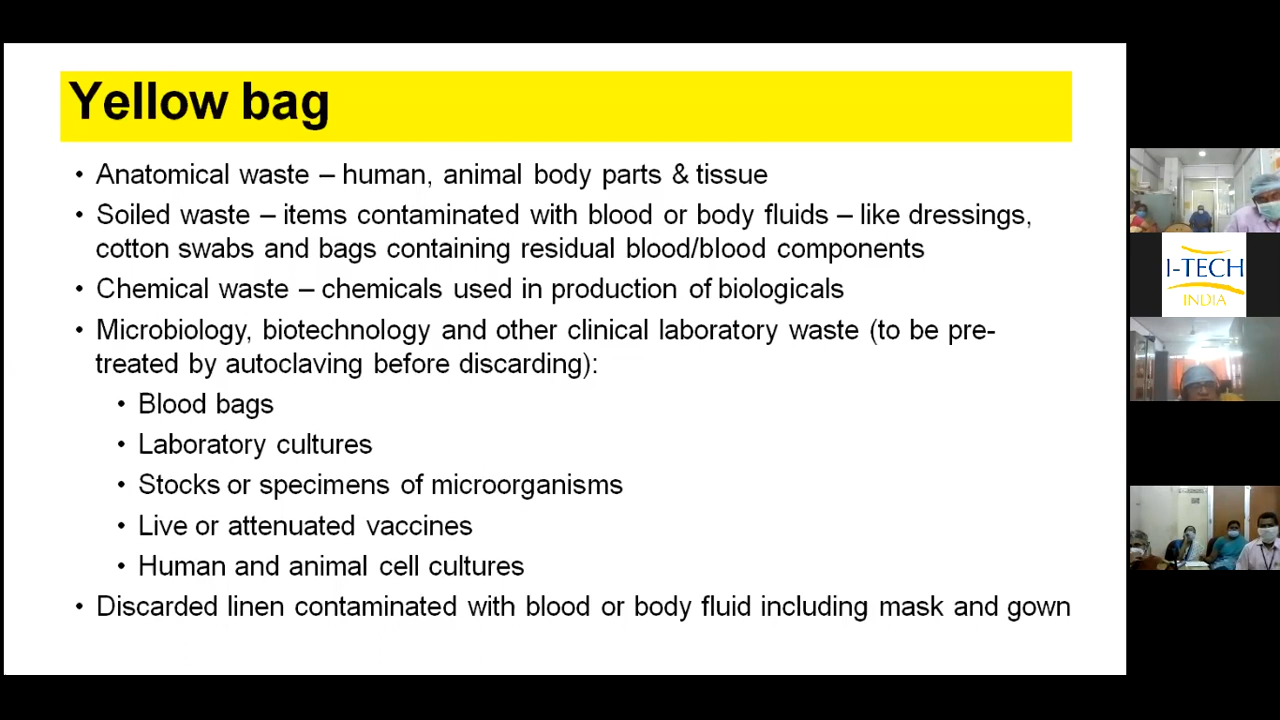 Yellow bag
• Anatomical waste – human, animal body parts & tissue
• Soiled waste – items contaminated with blood or body fluids – like dressings,
cotton swabs and bags containing residual blood/blood components
• Chemical waste – chemicals used in production of biologicals
• Microbiology, biotechnology and other clinical laboratory waste (to be pre-
treated by autoclaving before discarding):
• Blood bags
• Laboratory cultures
• Stocks or specimens of microorganisms
• Live or attenuated vaccines
• Human and animal cell cultures
• Discarded linen contaminated with blood or body fluid including mask and gown
I-TECH
INDIA